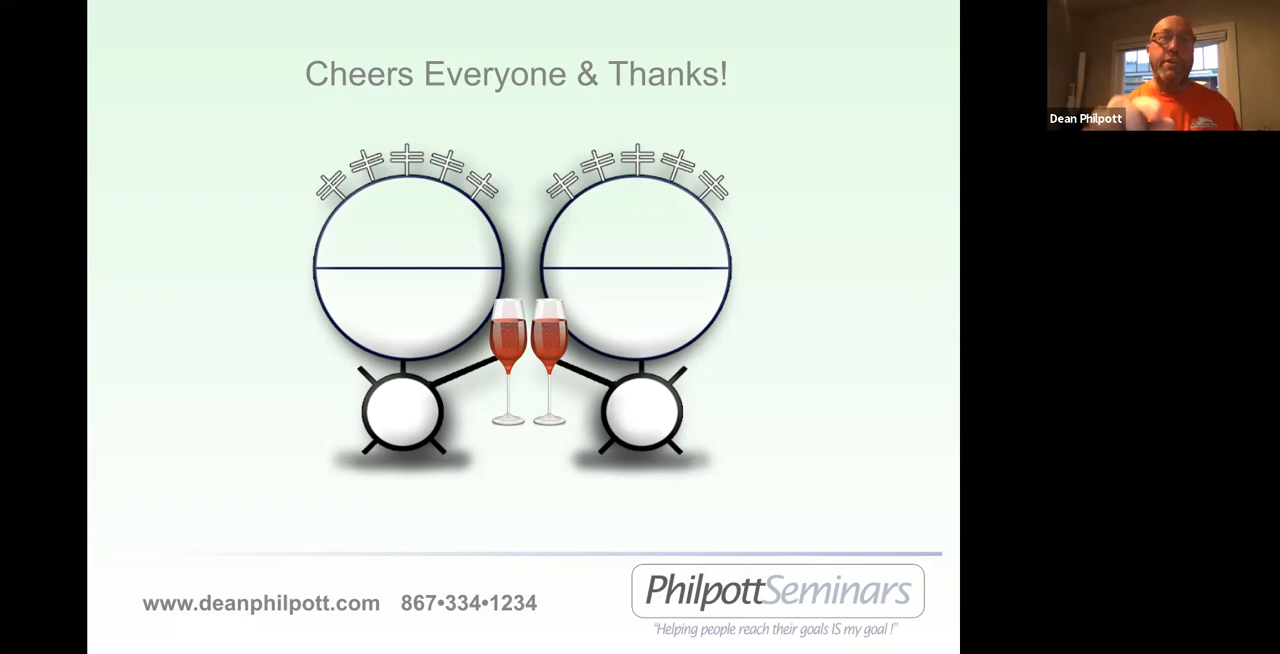 Cheers Everyone & Thanks!
Dean Philpott
www.deanphilpott.com 867•334•1234
PhilpottSeminars
"Helping people reach their goals IS my goal !"